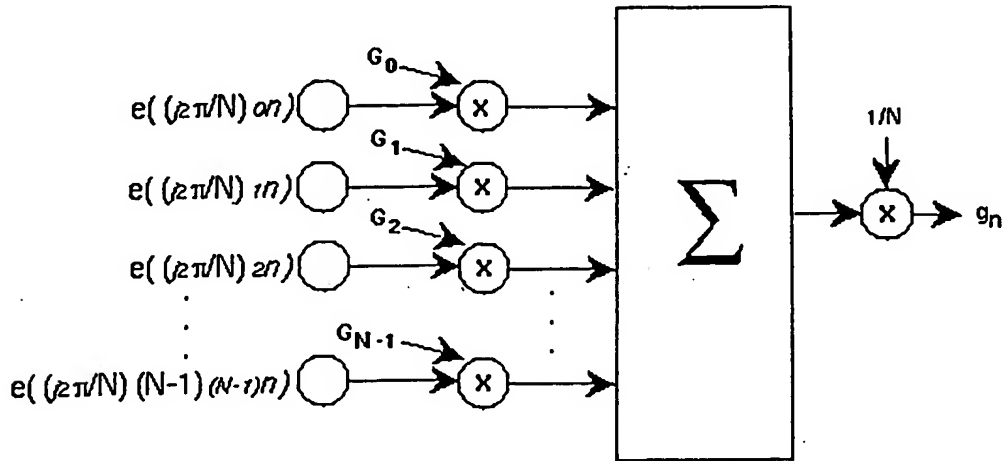 G0
e( (j2π/N) 0n)
X
1/N
G1
e( (j2π/N) 1n)
X
∑
X
gn
G2
e( (j2π/N) 2n)
X
GN-1
e( (j2π/N) (N-1) (N-1)n)
X